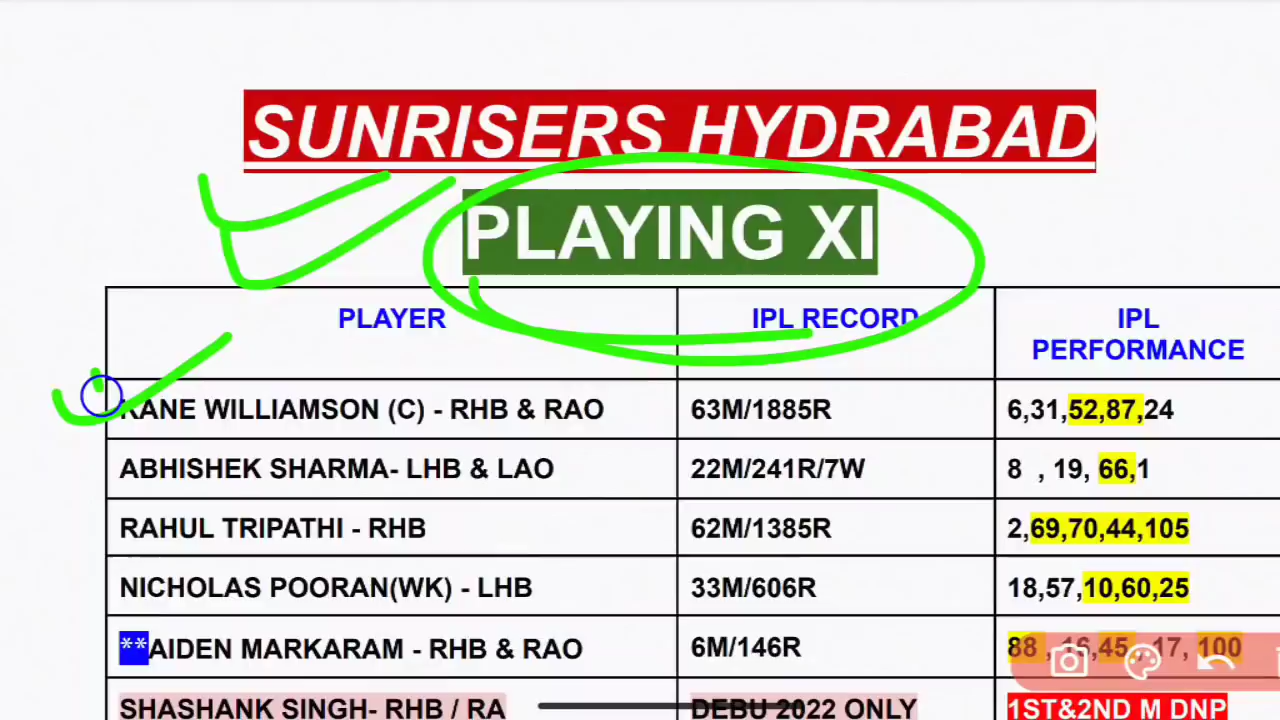 SUNRISERS HYDRABAD
PLAYING XI
PLAYER IPL RECORD IPL PERFORMANCE
KANE WILLIAMSON (C) - RHB & RAO 63M/1885R 6,31,52,87,24
ABHISHEK SHARMA- LHB & LAO 22M/241R/7W 8 , 19, 66,1
RAHUL TRIPATHI - RHB 62M/1385R 2,69,70,44,105
NICHOLAS POORAN(WK) - LHB 33M/606R 18,57,10,60,25
**AIDEN MARKARAM - RHB & RAO 6M/146R 88 , 16,45 , 17, 100
SHASHANK SINGH- RHB / RA DEBU 2022 ONLY 1ST&2ND M DNP